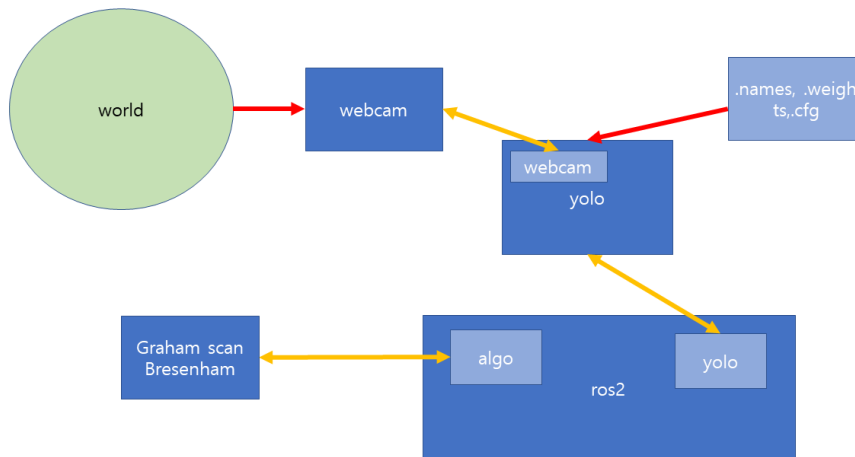 world
webcam
.names, .weigh
ts,.cfg
webcam
yolo
Graham scan
Bresenham
algo
yolo
ros2